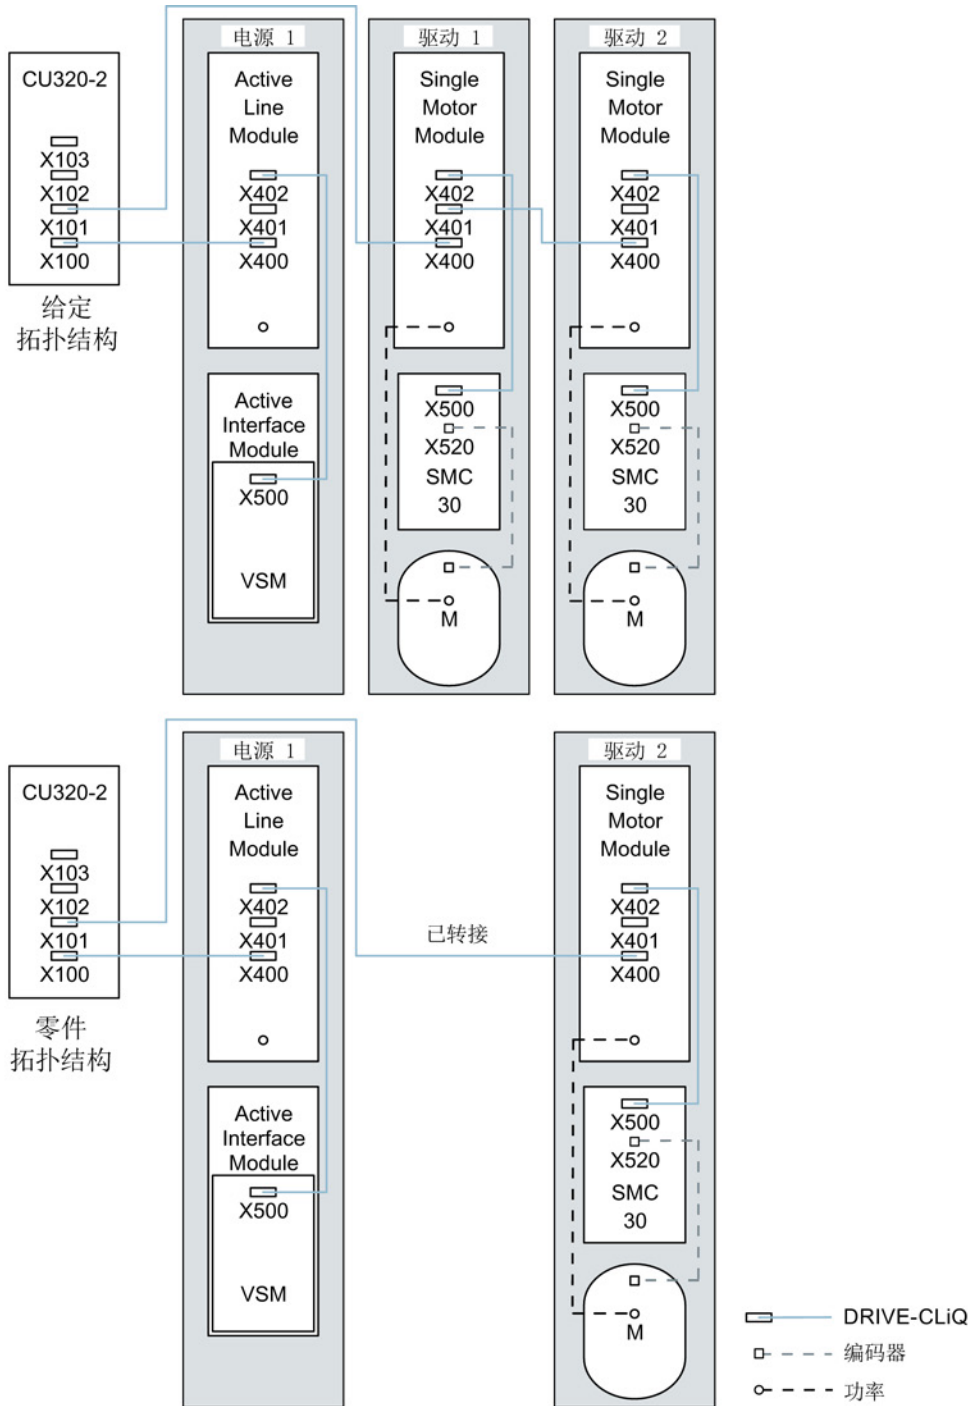 CU320-2
X103
X102
X101
X100
给定
拓扑结构
电源 1
Active
Line
Module
X402
X401
X400
Active
Interface
Module
X500
VSM
驱动 1
Single
Motor
Module
X402
X401
X400
X500
X520
SMC
30
M
驱动 2
Single
Motor
Module
X402
X401
X400
X500
X520
SMC
30
M
CU320-2
X103
X102
X101
X100
零件
拓扑结构
电源 1
Active
Line
Module
X402
X401
X400
Active
Interface
Module
X500
VSM
已转接
驱动 2
Single
Motor
Module
X402
X401
X400
X500
X520
SMC
30
M
DRIVE-CLiQ
编码器
功率